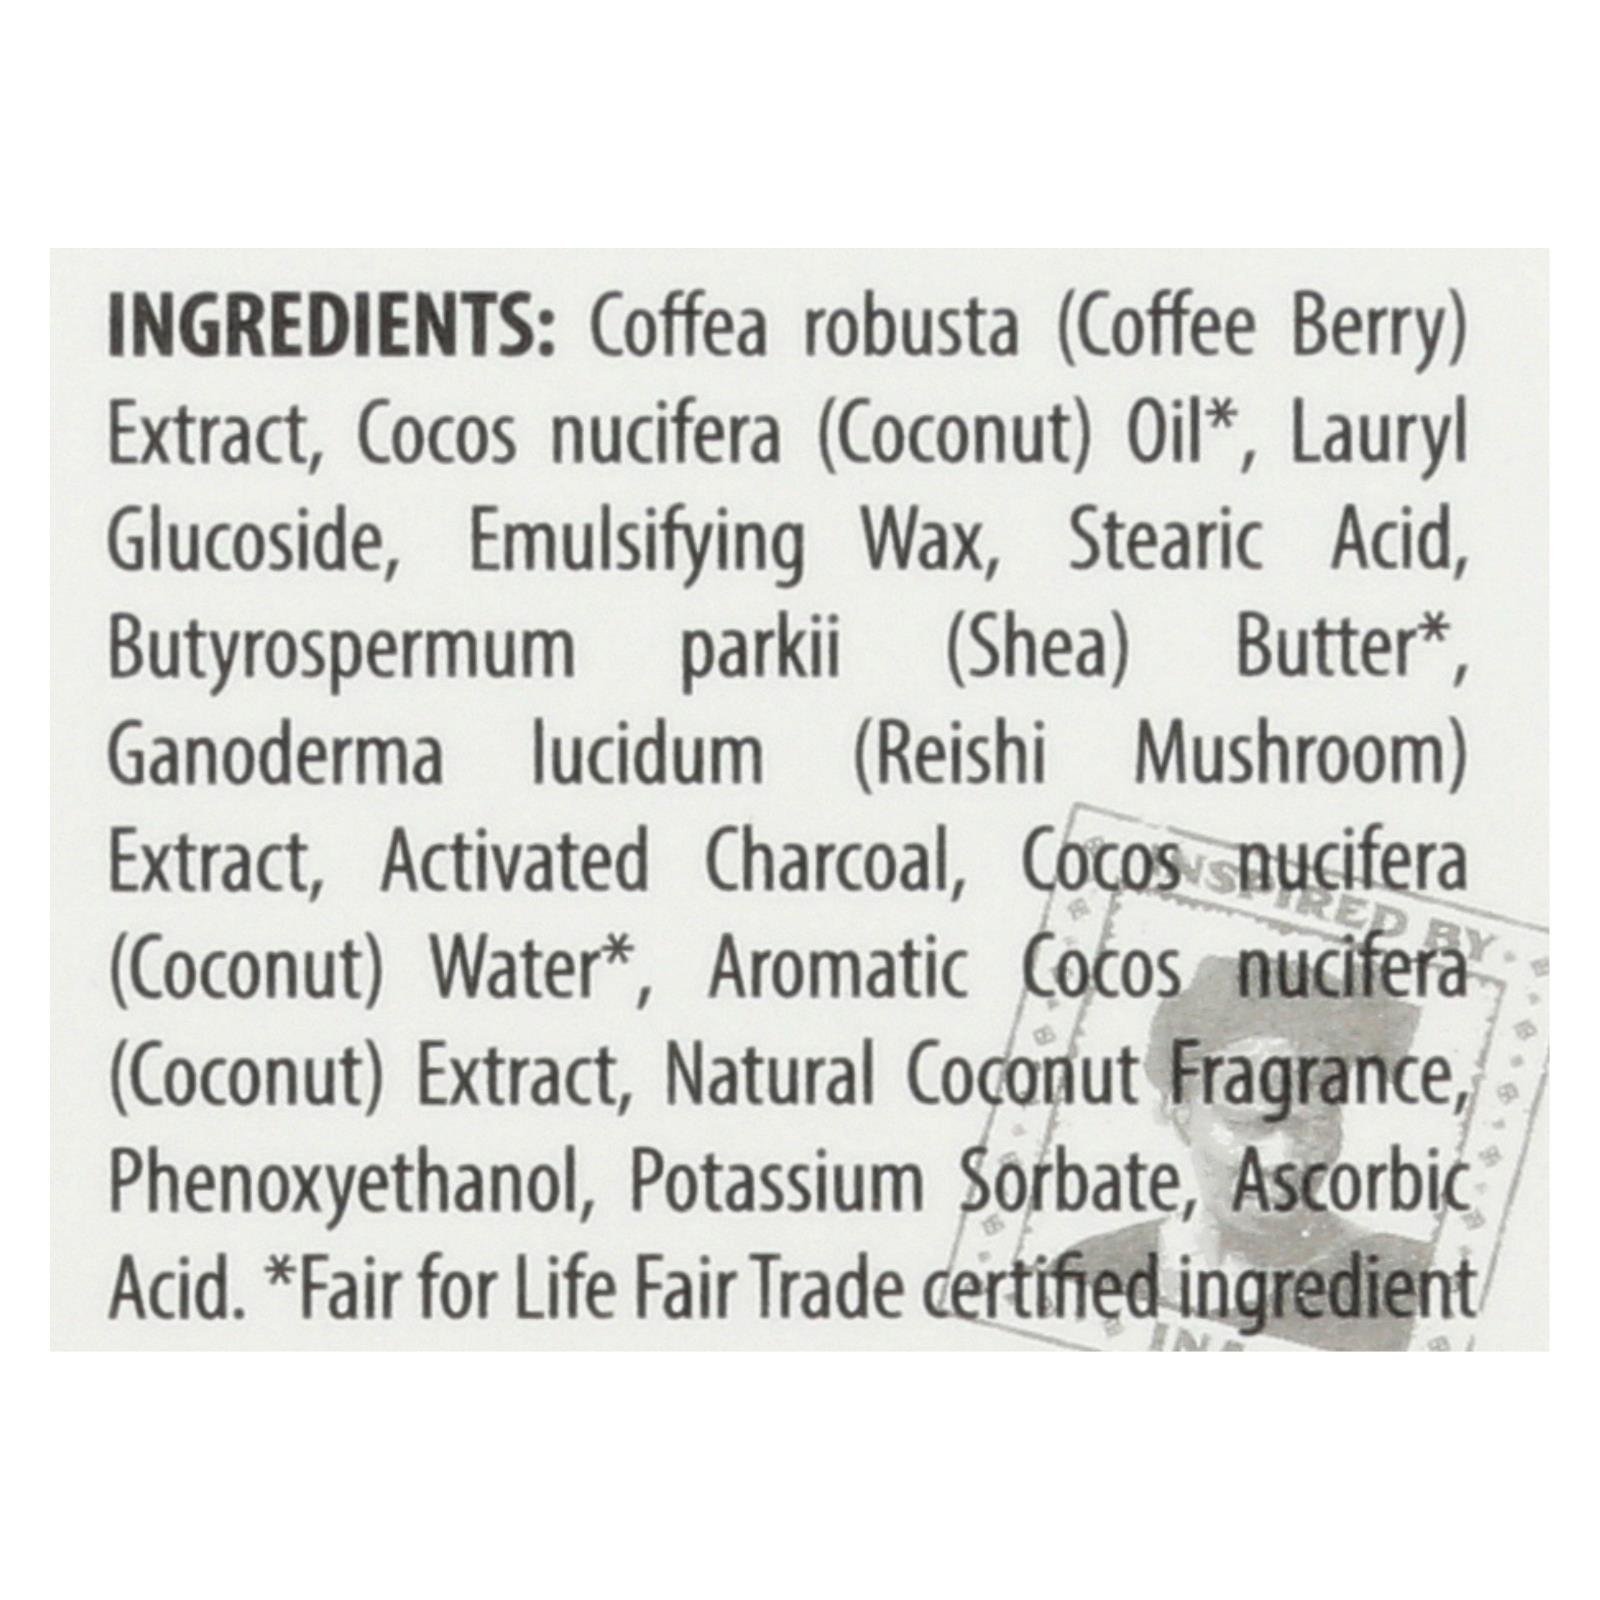 INGREDIENTS: Coffea robusta (Coffee Berry)
Extract, Cocos nucifera (Coconut) Oil*, Lauryl
Glucoside, Emulsifying Wax, Stearic Acid,
Butyrospermum parkii (Shea) Butter*,
Ganoderma lucidum (Reishi Mushroom)
Extract, Activated Charcoal, Cocos nucifera
(Coconut) Water*, Aromatic Cocos nucifera
(Coconut) Extract, Natural Coconut Fragrance,
Phenoxyethanol, Potassium Sorbate, Ascorbic
Acid. *Fair for Life Fair Trade certified ingredient
INSPIRED BY